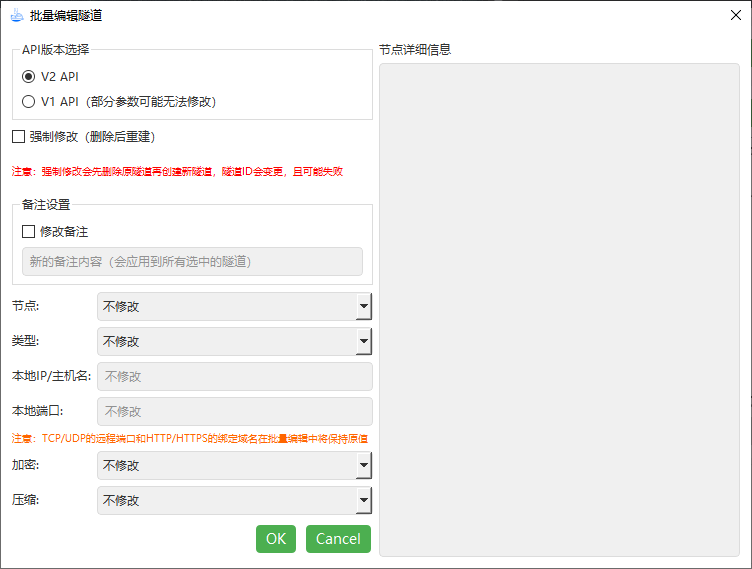 批量编辑隧道
API版本选择
V2 API
V1 API（部分参数可能无法修改）
强制修改（删除后重建）
注意：强制修改会先删除原隧道再创建新隧道，隧道ID会变更，且可能失败
备注设置
修改备注
新的备注内容（会应用到所有选中的隧道）
节点: 不修改
类型: 不修改
本地IP/主机名: 不修改
本地端口: 不修改
注意：TCP/UDP的远程端口和HTTP/HTTPS的绑定域名在批量编辑中将保持原值
加密: 不修改
压缩: 不修改
OK Cancel
节点详细信息